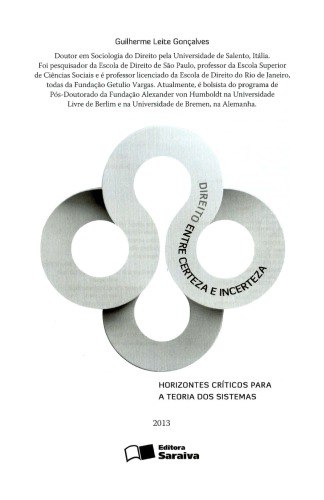 Guilherme Leite Gonçalves
Doutor em Sociologia do Direito pela Universidade de Salento, Itália.
Foi pesquisador da Escola de Direito de São Paulo, professor da Escola Superior
de Ciências Sociais e é professor licenciado da Escola de Direito do Rio de Janeiro,
todas da Fundação Getulio Vargas. Atualmente, é bolsista do programa de
Pós-Doutorado da Fundação Alexander von Humboldt na Universidade
Livre de Berlim e na Universidade de Bremen, na Alemanha.
DIREITO ENTRE CERTEZA E INCERTEZA
HORIZONTES CRÍTICOS PARA
A TEORIA DOS SISTEMAS
2013
Editora
Saraiva